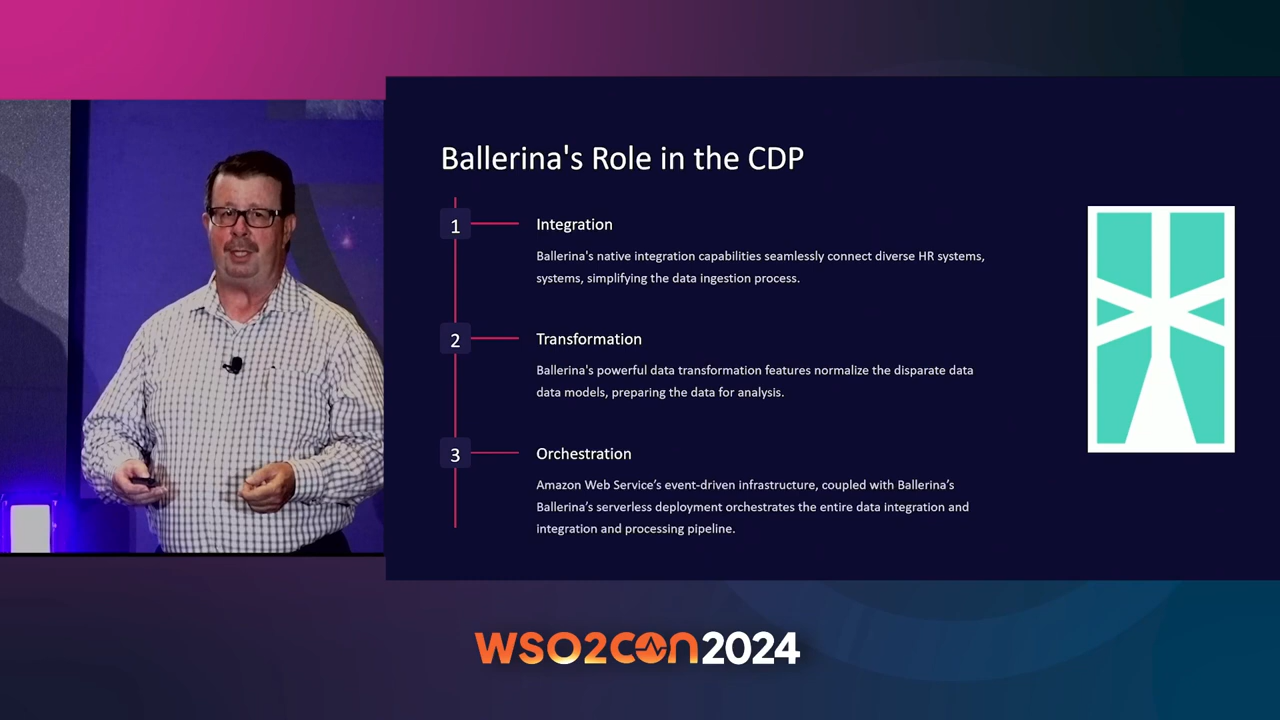 Ballerina's Role in the CDP
1
Integration
Ballerina's native integration capabilities seamlessly connect diverse HR systems,
systems, simplifying the data ingestion process.
2
Transformation
Ballerina's powerful data transformation features normalize the disparate data
data models, preparing the data for analysis.
3
Orchestration
Amazon Web Service’s event-driven infrastructure, coupled with Ballerina’s
Ballerina’s serverless deployment orchestrates the entire data integration and
integration and processing pipeline.
WSO2CON2024